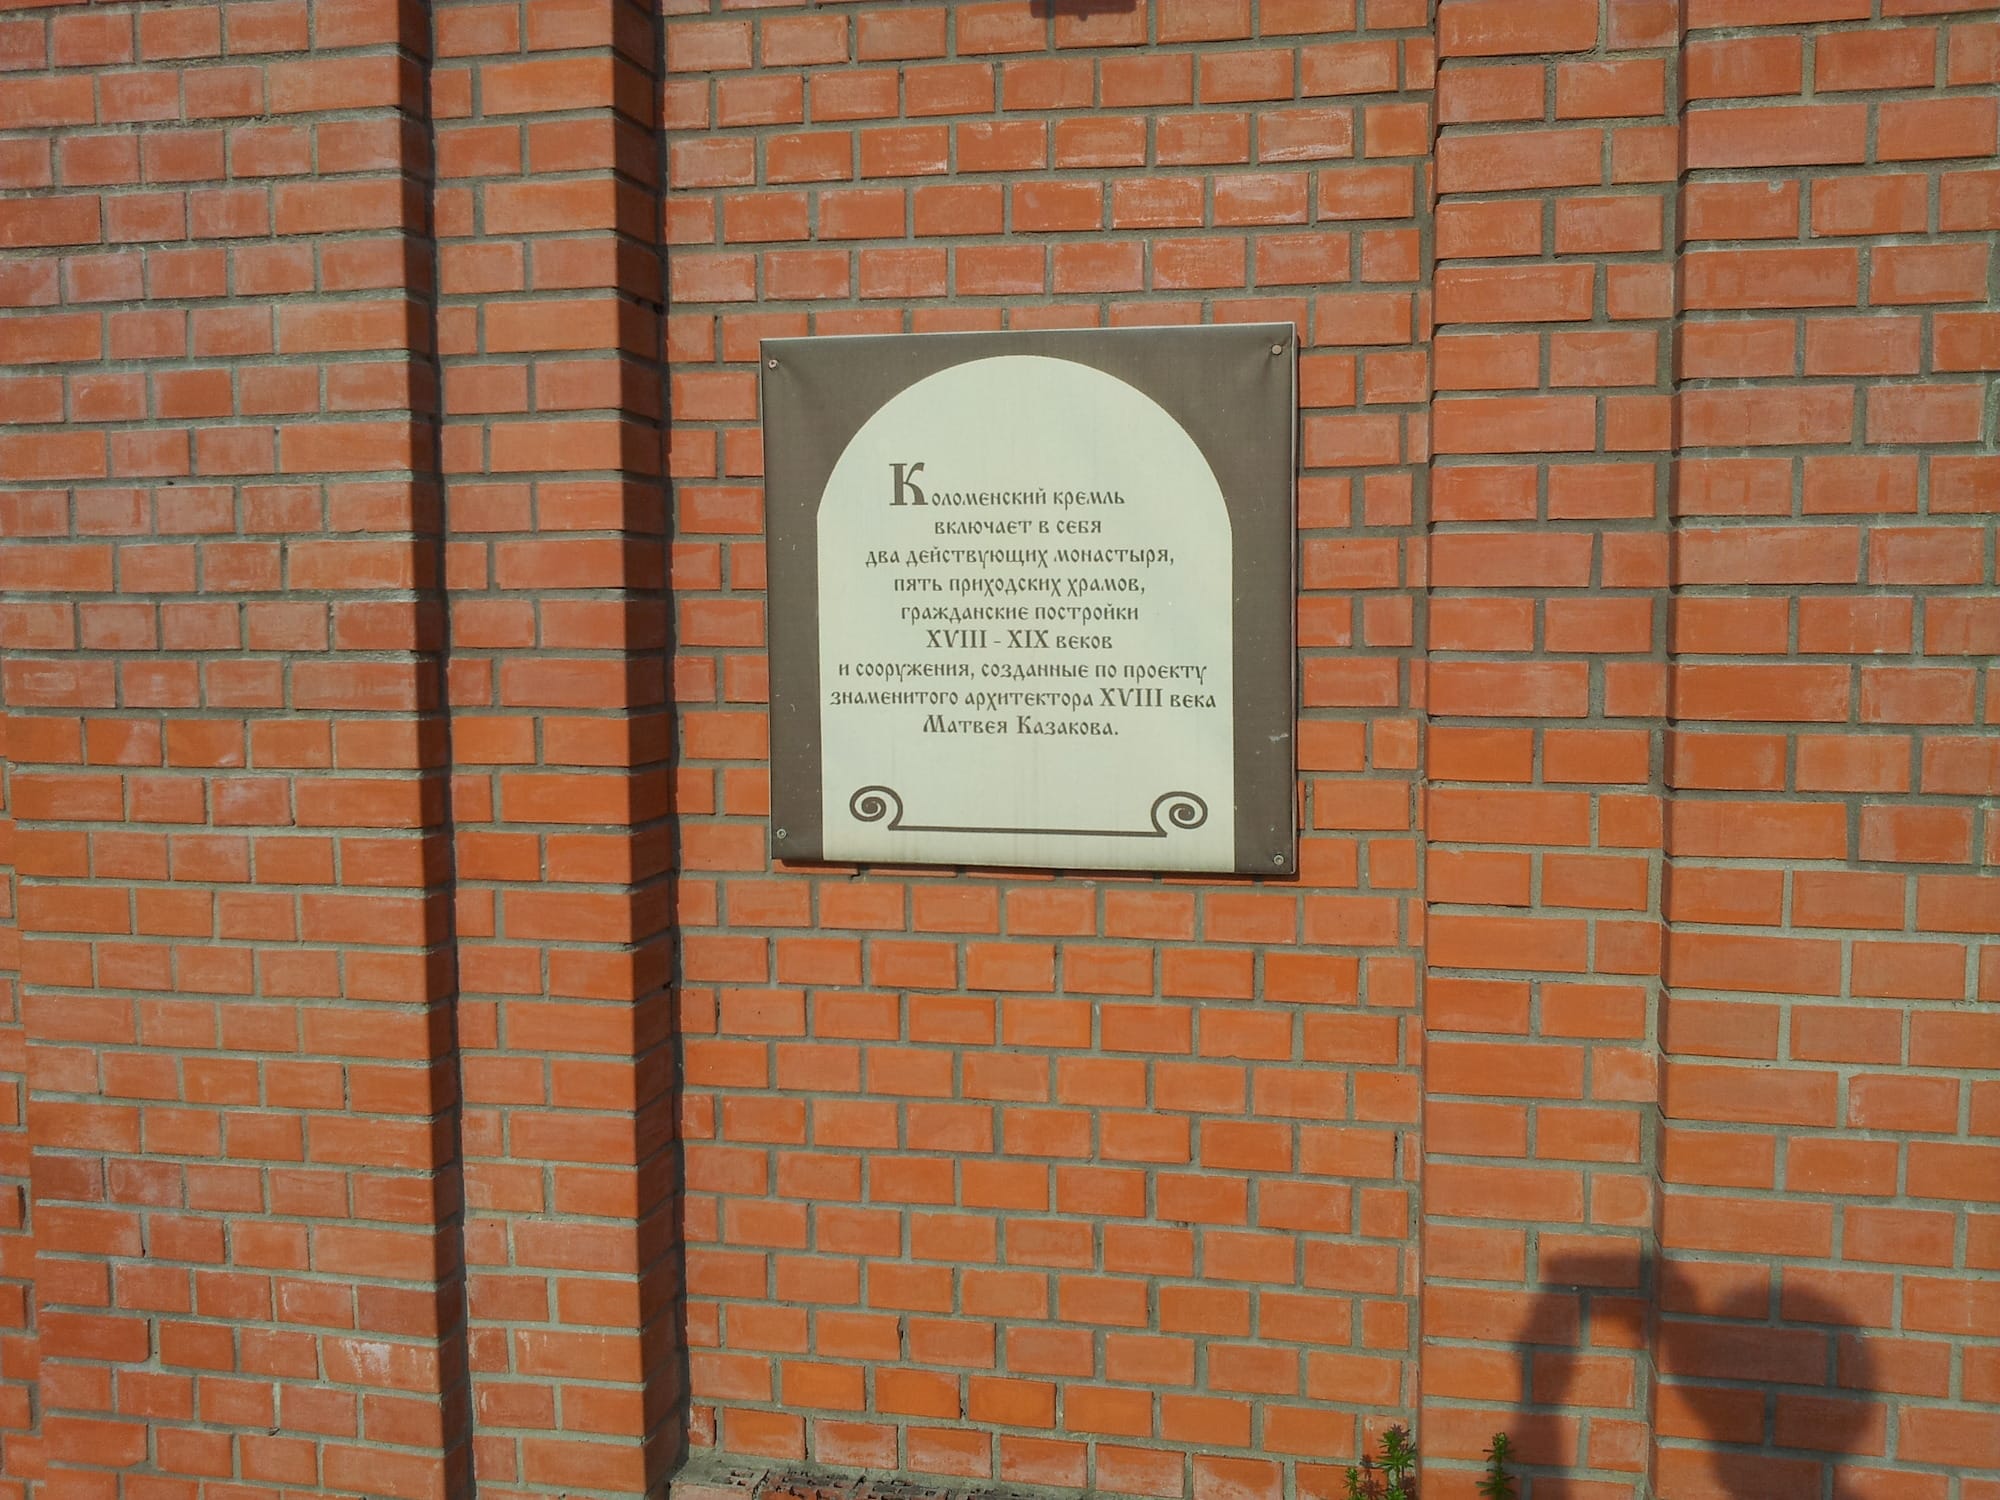 Коломенский кремль
включает в себя
два действующих монастыря,
пять приходских храмов,
гражданские постройки
XVIII - XIX веков
и сооружения, созданные по проекту
знаменитого архитектора XVIII века
Матвея Казакова.